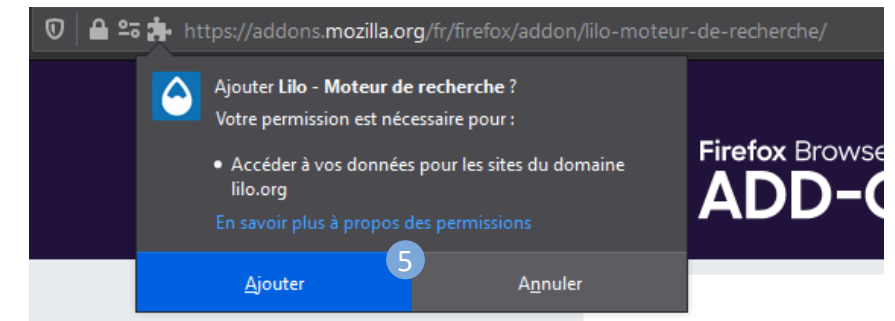 https://addons.mozilla.org/fr/firefox/addon/lilo-moteur-de-recherche/
Ajouter Lilo - Moteur de recherche ?
Votre permission est nécessaire pour :
• Accéder à vos données pour les sites du domaine
lilo.org
En savoir plus à propos des permissions
Firefox Browse
ADD-
5
Ajouter
Annuler